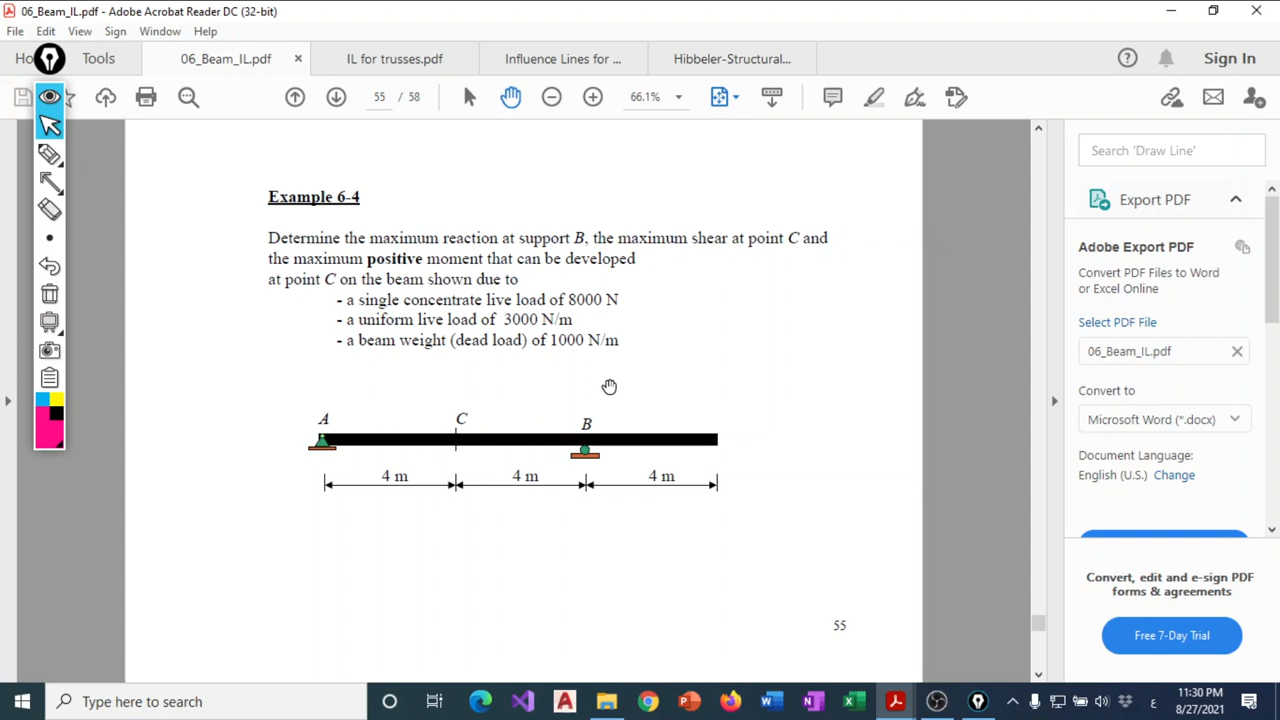 06_Beam_IL.pdf - Adobe Acrobat Reader DC (32-bit)
File Edit View Sign Window Help
Ho Tools 06_Beam_IL.pdf × IL for trusses.pdf Influence Lines for ... Hibbeler-Structural... Sign In
55 / 58 66.1%
Example 6-4
Determine the maximum reaction at support B, the maximum shear at point C and
the maximum positive moment that can be developed
at point C on the beam shown due to
- a single concentrate live load of 8000 N
- a uniform live load of 3000 N/m
- a beam weight (dead load) of 1000 N/m
A C B
4 m 4 m 4 m
55
Search 'Draw Line'
Export PDF
Adobe Export PDF
Convert PDF Files to Word
or Excel Online
Select PDF File
06_Beam_IL.pdf
Convert to
Microsoft Word (*.docx)
Document Language:
English (U.S.) Change
Convert, edit and e-sign PDF
forms & agreements
Free 7-Day Trial
Type here to search
ع
11:30 PM
8/27/2021